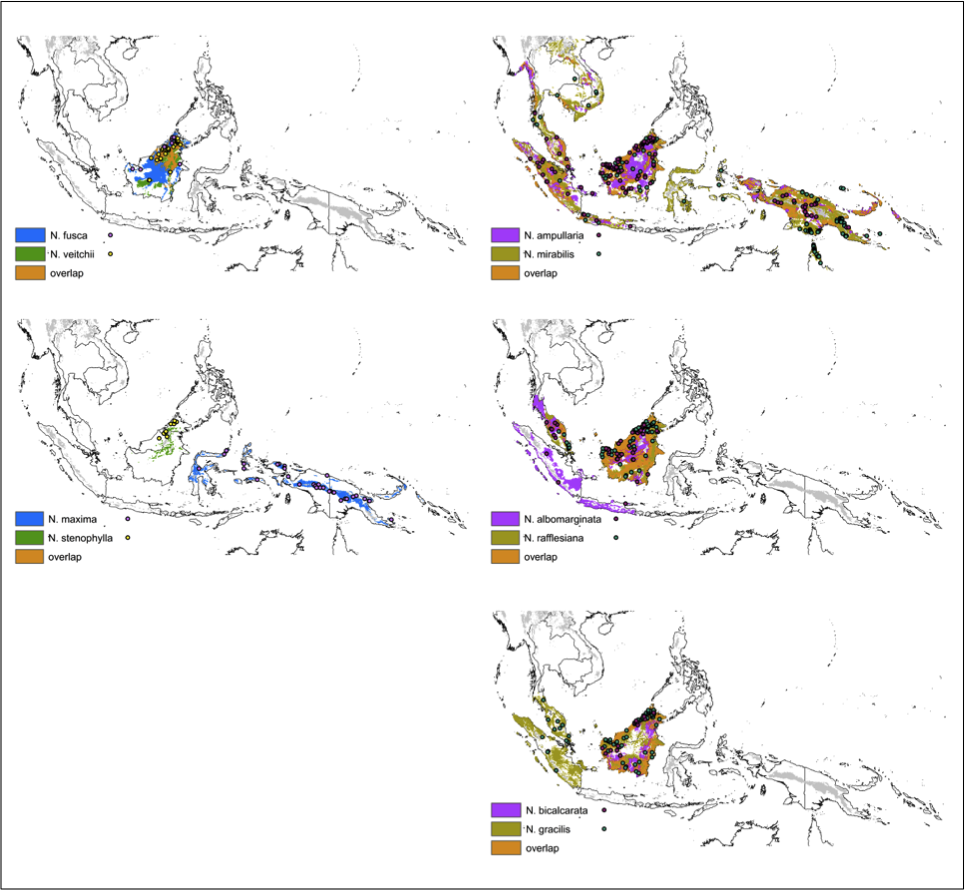 N. fusca
N. veitchii
overlap
N. ampullaria
N. mirabilis
overlap
N. maxima
N. stenophylla
overlap
N. albomarginata
N. rafflesiana
overlap
N. bicalcarata
N. gracilis
overlap